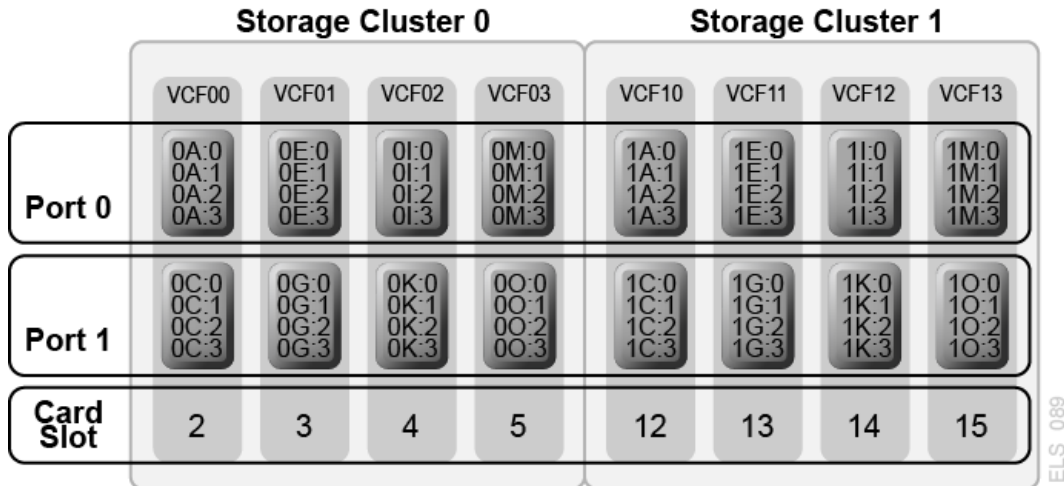 Storage Cluster 0 Storage Cluster 1
VCF00 VCF01 VCF02 VCF03 VCF10 VCF11 VCF12 VCF13
0A:0 0E:0 0I:0 0M:0 1A:0 1E:0 1I:0 1M:0
0A:1 0E:1 0I:1 0M:1 1A:1 1E:1 1I:1 1M:1
0A:2 0E:2 0I:2 0M:2 1A:2 1E:2 1I:2 1M:2
0A:3 0E:3 0I:3 0M:3 1A:3 1E:3 1I:3 1M:3
Port 0
0C:0 0G:0 0K:0 0O:0 1C:0 1G:0 1K:0 1O:0
0C:1 0G:1 0K:1 0O:1 1C:1 1G:1 1K:1 1O:1
0C:2 0G:2 0K:2 0O:2 1C:2 1G:2 1K:2 1O:2
0C:3 0G:3 0K:3 0O:3 1C:3 1G:3 1K:3 1O:3
Port 1
Card
Slot
2 3 4 5 12 13 14 15
ELS_089